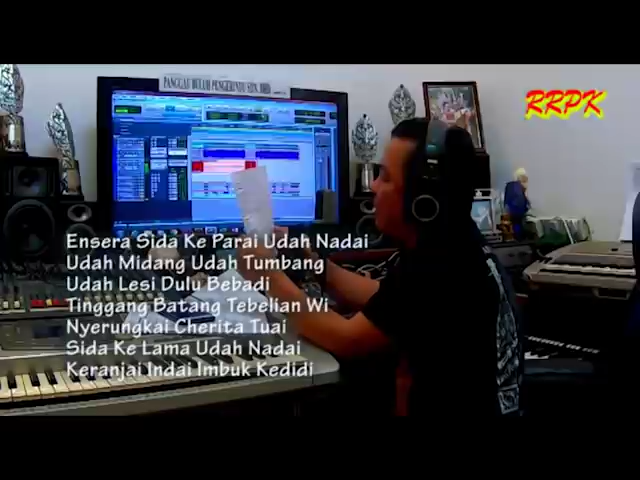 RRPK
Ensera Sida Ke Parai Udah Nadai
Udah Midang Udah Tumbang
Udah Lesi Dulu Bebadi
Tinggang Batang Tebelian Wi
Nyerungkai Cherita Tuai
Sida Ke Lama Udah Nadai
Keranjai Indai Imbuk Kedidi